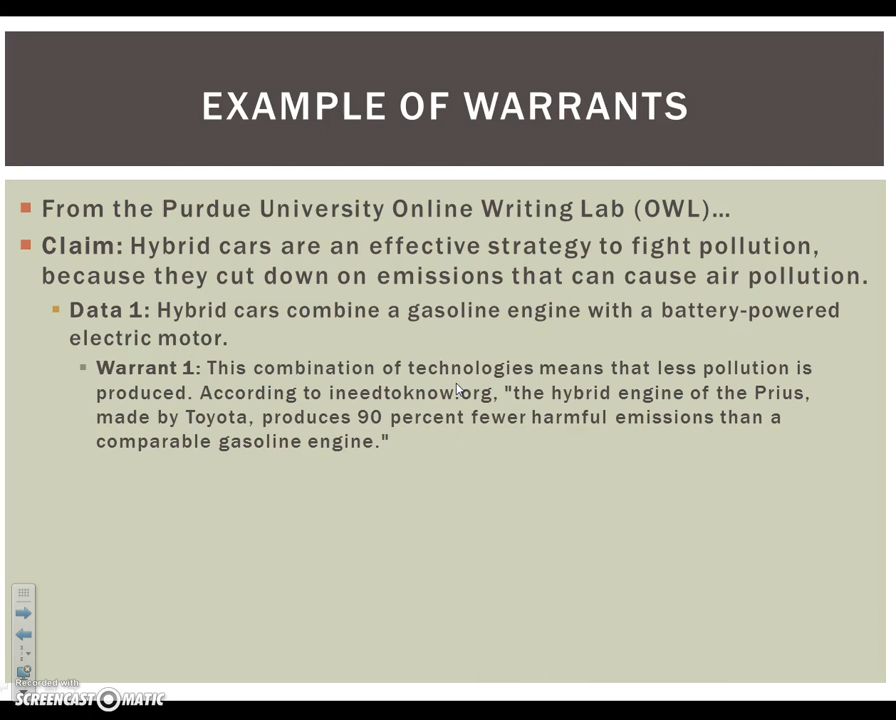 EXAMPLE OF WARRANTS
From the Purdue University Online Writing Lab (OWL)…
Claim: Hybrid cars are an effective strategy to fight pollution,
because they cut down on emissions that can cause air pollution.
Data 1: Hybrid cars combine a gasoline engine with a battery-powered
electric motor.
Warrant 1: This combination of technologies means that less pollution is
produced. According to ineedtoknow.org, "the hybrid engine of the Prius,
made by Toyota, produces 90 percent fewer harmful emissions than a
comparable gasoline engine."
Recorded with
SCREENCAST MATIC